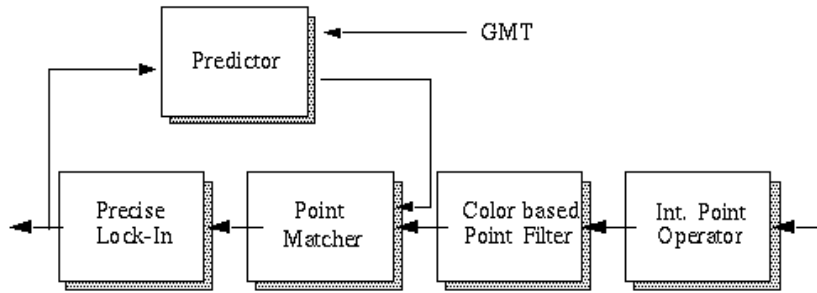 GMT
Predictor
Precise
Lock-In
Point
Matcher
Color based
Point Filter
Int. Point
Operator